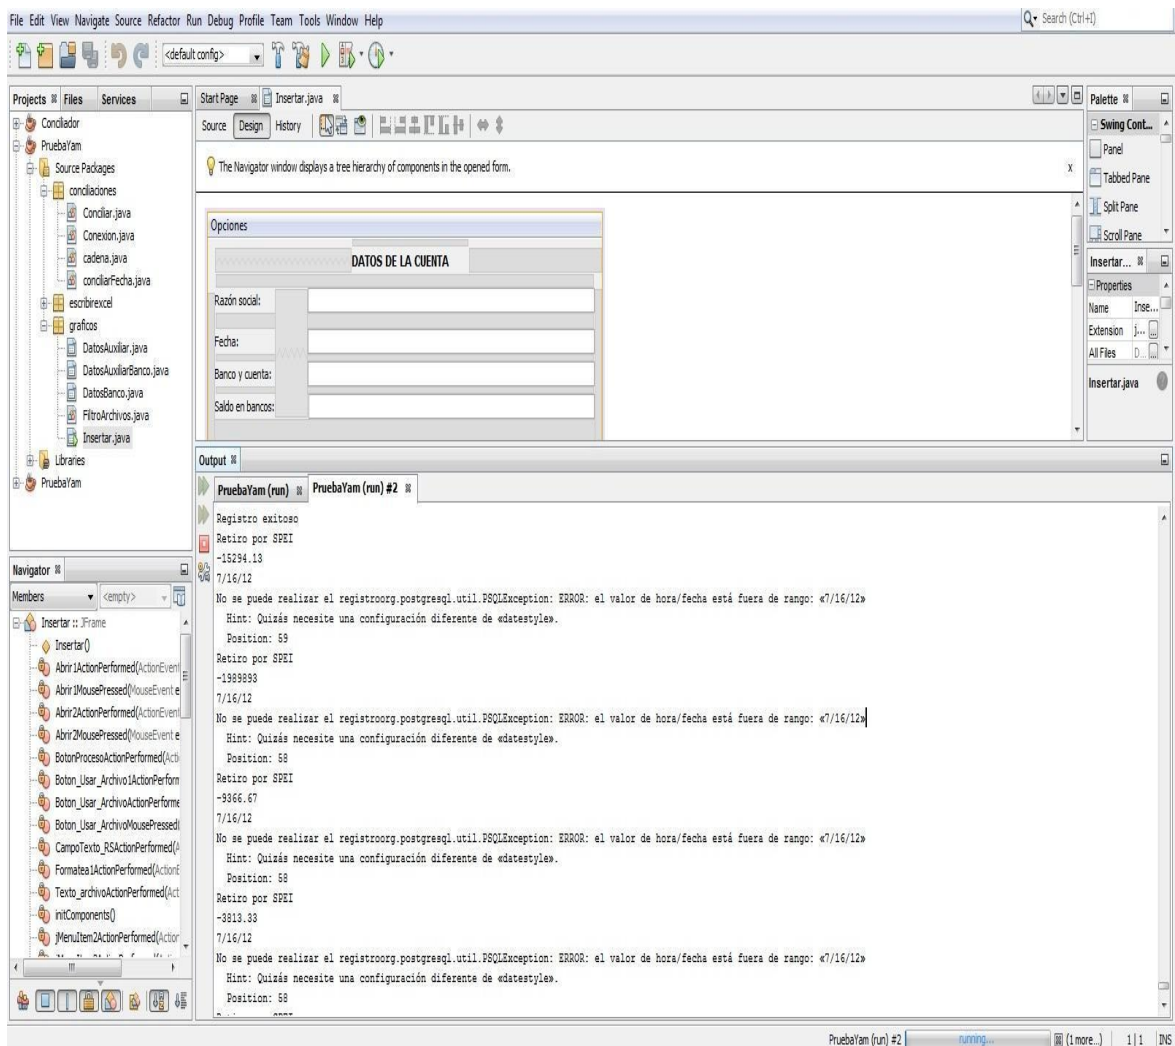 File Edit View Navigate Source Refactor Run Debug Profile Team Tools Window Help
Search (Ctrl+I)
<default config>
Projects Files Services
Conciliador
PruebaYam
Source Packages
conciliaciones
Conciliar.java
Conexion.java
cadena.java
conciliarFecha.java
escribirexcel
graficos
DatosAuxiliar.java
DatosAuxiliarBanco.java
DatosBanco.java
FiltroArchivos.java
Insertar.java
Libraries
PruebaYam
Start Page Insertar.java
Source Design History
The Navigator window displays a tree hierarchy of components in the opened form.
x
Opciones
DATOS DE LA CUENTA
Razón social:
Fecha:
Banco y cuenta:
Saldo en bancos:
Palette
Swing Cont...
Panel
Tabbed Pane
Split Pane
Scroll Pane
Insertar...
Properties
Name Inse...
Extension j...
All Files D...
Insertar.java
Navigator
Members <empty>
Insertar :: JFrame
Insertar()
Abrir1ActionPerformed(ActionEvent
Abrir1MousePressed(MouseEvent e
Abrir2ActionPerformed(ActionEvent
Abrir2MousePressed(MouseEvent e
BotonProcesoActionPerformed(Acti
Boton_Usar_Archivo1ActionPerform
Boton_Usar_ArchivoActionPerforme
Boton_Usar_ArchivoMousePressed(
CampoTexto_RSActionPerformed(A
Formatea1ActionPerformed(ActionE
Texto_archivoActionPerformed(Act
initComponents()
jMenuItem2ActionPerformed(Action
Output
PruebaYam (run) PruebaYam (run) #2
Registro exitoso
Retiro por SPEI
-15294.13
7/16/12
No se puede realizar el registroorg.postgresql.util.PSQLException: ERROR: el valor de hora/fecha está fuera de rango: «7/16/12»
Hint: Quizás necesite una configuración diferente de «datestyle».
Position: 59
Retiro por SPEI
-1989893
7/16/12
No se puede realizar el registroorg.postgresql.util.PSQLException: ERROR: el valor de hora/fecha está fuera de rango: «7/16/12»
Hint: Quizás necesite una configuración diferente de «datestyle».
Position: 58
Retiro por SPEI
-9366.67
7/16/12
No se puede realizar el registroorg.postgresql.util.PSQLException: ERROR: el valor de hora/fecha está fuera de rango: «7/16/12»
Hint: Quizás necesite una configuración diferente de «datestyle».
Position: 58
Retiro por SPEI
-3813.33
7/16/12
No se puede realizar el registroorg.postgresql.util.PSQLException: ERROR: el valor de hora/fecha está fuera de rango: «7/16/12»
Hint: Quizás necesite una configuración diferente de «datestyle».
Position: 58
PruebaYam (run) #2 running... (1 more...) 1|1 INS